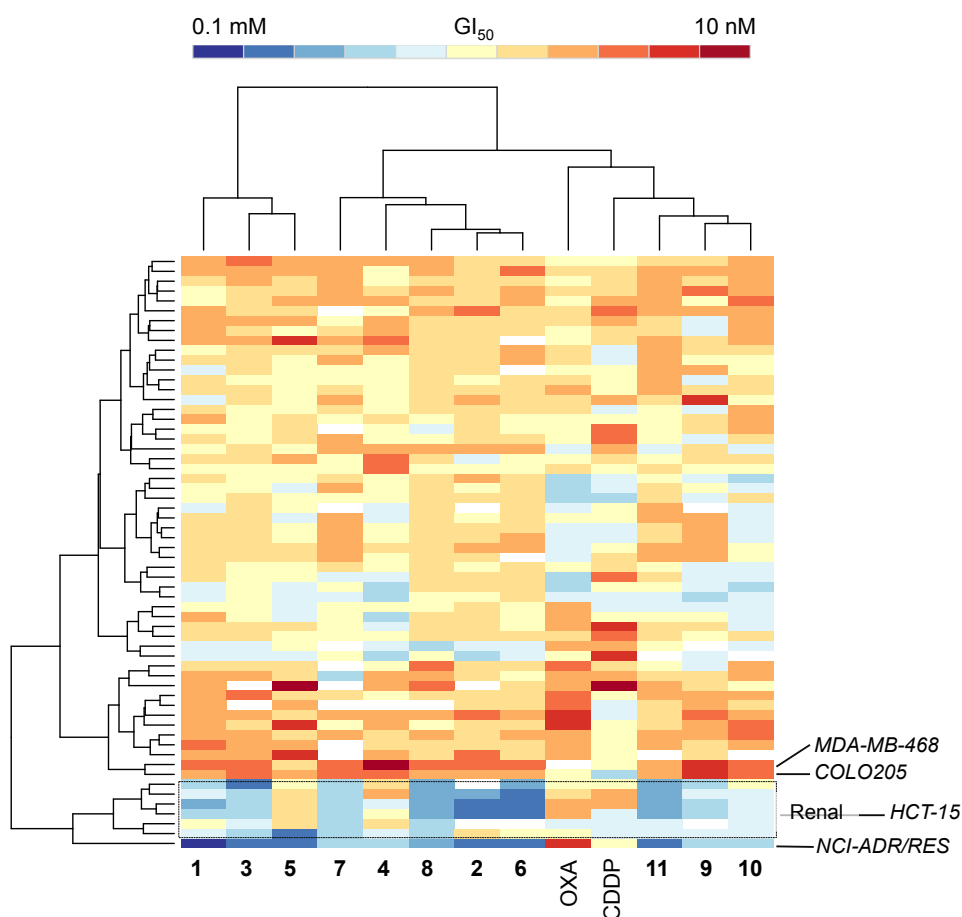 0.1 mM GI50 10 nM
MDA-MB-468
COLO205
Renal HCT-15
NCI-ADR/RES
1 3 5 7 4 8 2 6 OXA CDDP 11 9 10